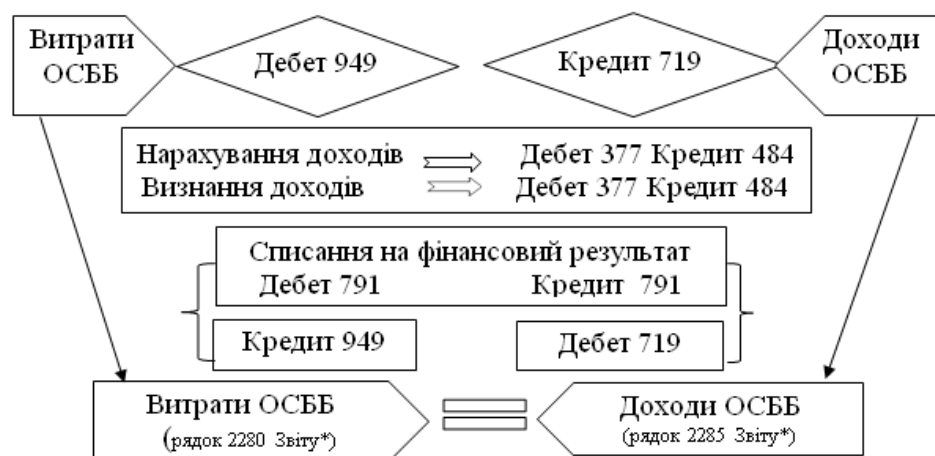 Витрати
ОСББ
Дебет 949
Кредит 719
Доходи
ОСББ
Нарахування доходів Дебет 377 Кредит 484
Визнання доходів Дебет 377 Кредит 484
Списання на фінансовий результат
Дебет 791 Кредит 791
Кредит 949
Дебет 719
Витрати ОСББ
(рядок 2280 Звіту*)
Доходи ОСББ
(рядок 2285 Звіту*)